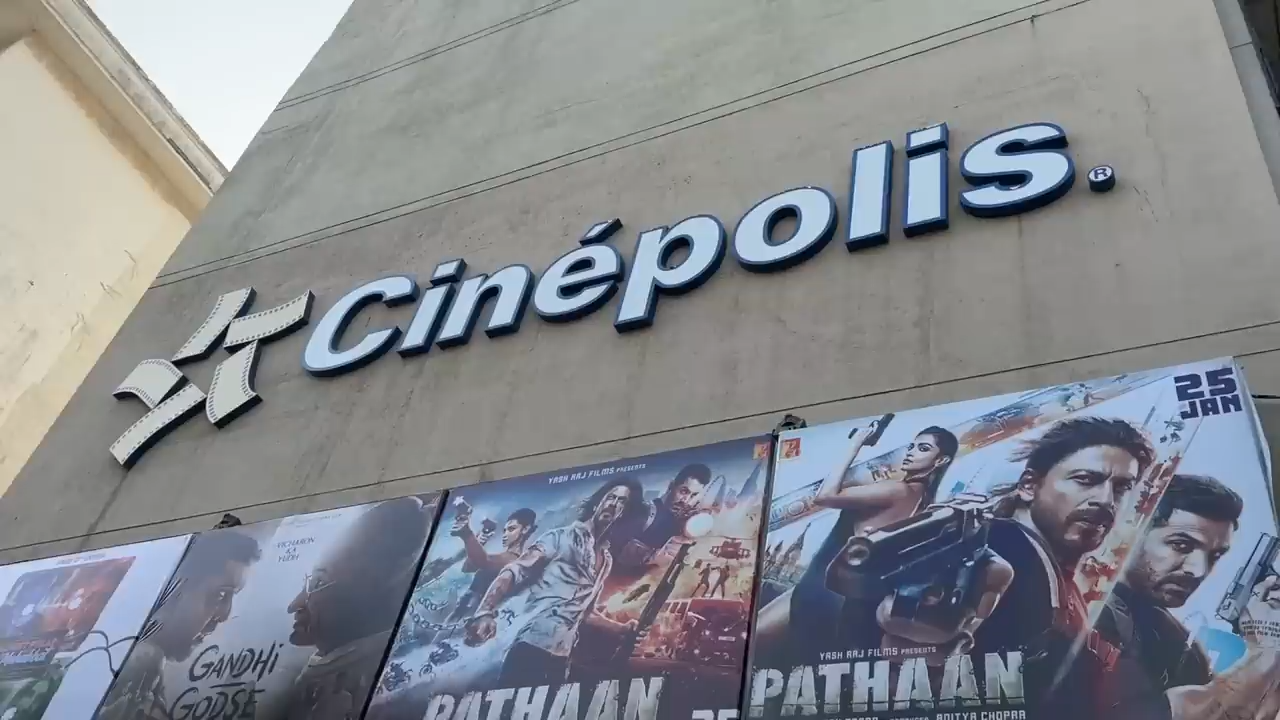 Cinépolis.®
25
JAN
YASH RAJ FILMS PRESENTS
VICHARON
KA
YUDH
GANDHI
GODSE
PATHAAN
25
YASH RAJ FILMS PRESENTS
PATHAAN
ADITYA CHOPRA